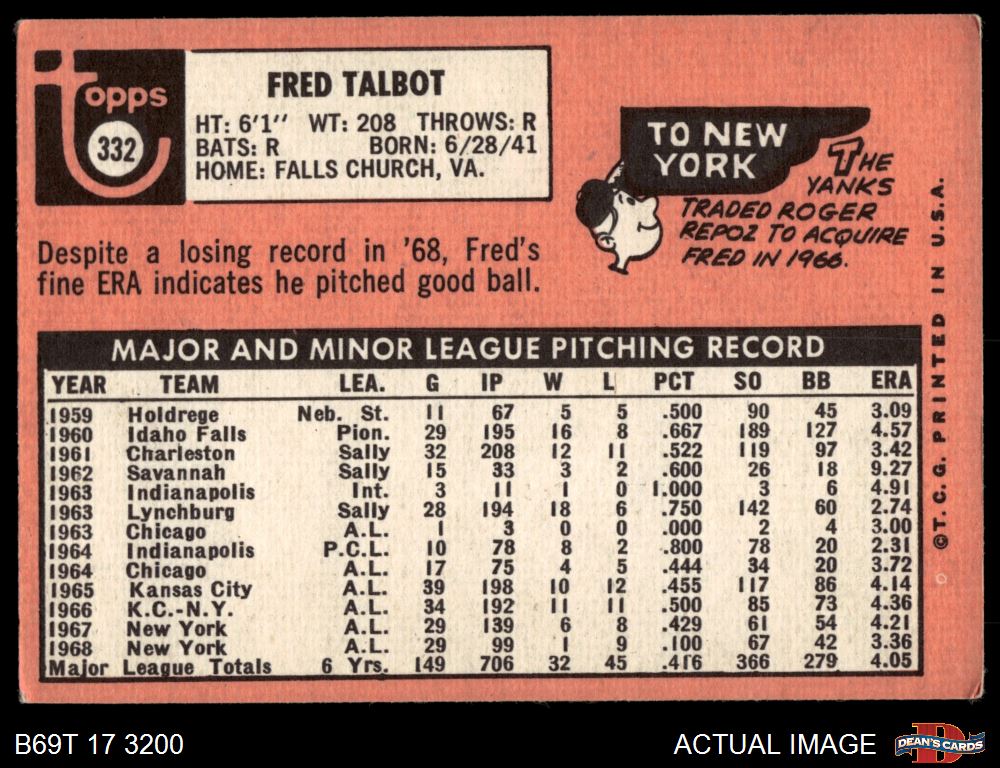 topps
332
FRED TALBOT
HT: 6'1" WT: 208 THROWS: R
BATS: R BORN: 6/28/41
HOME: FALLS CHURCH, VA.
Despite a losing record in '68, Fred's
fine ERA indicates he pitched good ball.
TO NEW
YORK
THE
YANKS
TRADED ROGER
REPOZ TO ACQUIRE
FRED IN 1966.
MAJOR AND MINOR LEAGUE PITCHING RECORD
YEAR TEAM LEA. G IP W L PCT SO BB ERA
1959 Holdrege Neb. St. 11 67 5 5 .500 90 45 3.09
1960 Idaho Falls Pion. 29 195 16 8 .667 189 127 4.57
1961 Charleston Sally 32 208 12 11 .522 119 97 3.42
1962 Savannah Sally 15 33 3 2 .600 26 18 9.27
1963 Indianapolis Int. 3 11 1 0 1.000 3 6 4.91
1963 Lynchburg Sally 28 194 18 6 .750 142 60 2.74
1963 Chicago A.L. 1 3 0 0 .000 2 4 3.00
1964 Indianapolis P.C.L. 10 78 8 2 .800 78 20 2.31
1964 Chicago A.L. 17 75 4 5 .444 34 20 3.72
1965 Kansas City A.L. 39 198 10 12 .455 117 86 4.14
1966 K.C.-N.Y. A.L. 34 192 11 11 .500 85 73 4.36
1967 New York A.L. 29 139 6 8 .429 61 54 4.21
1968 New York A.L. 29 99 1 9 .100 67 42 3.36
Major League Totals 6 Yrs. 149 706 32 45 .416 366 279 4.05
©T.C.G. PRINTED IN U.S.A.
B69T 17 3200
ACTUAL IMAGE
DEAN'S CARDS